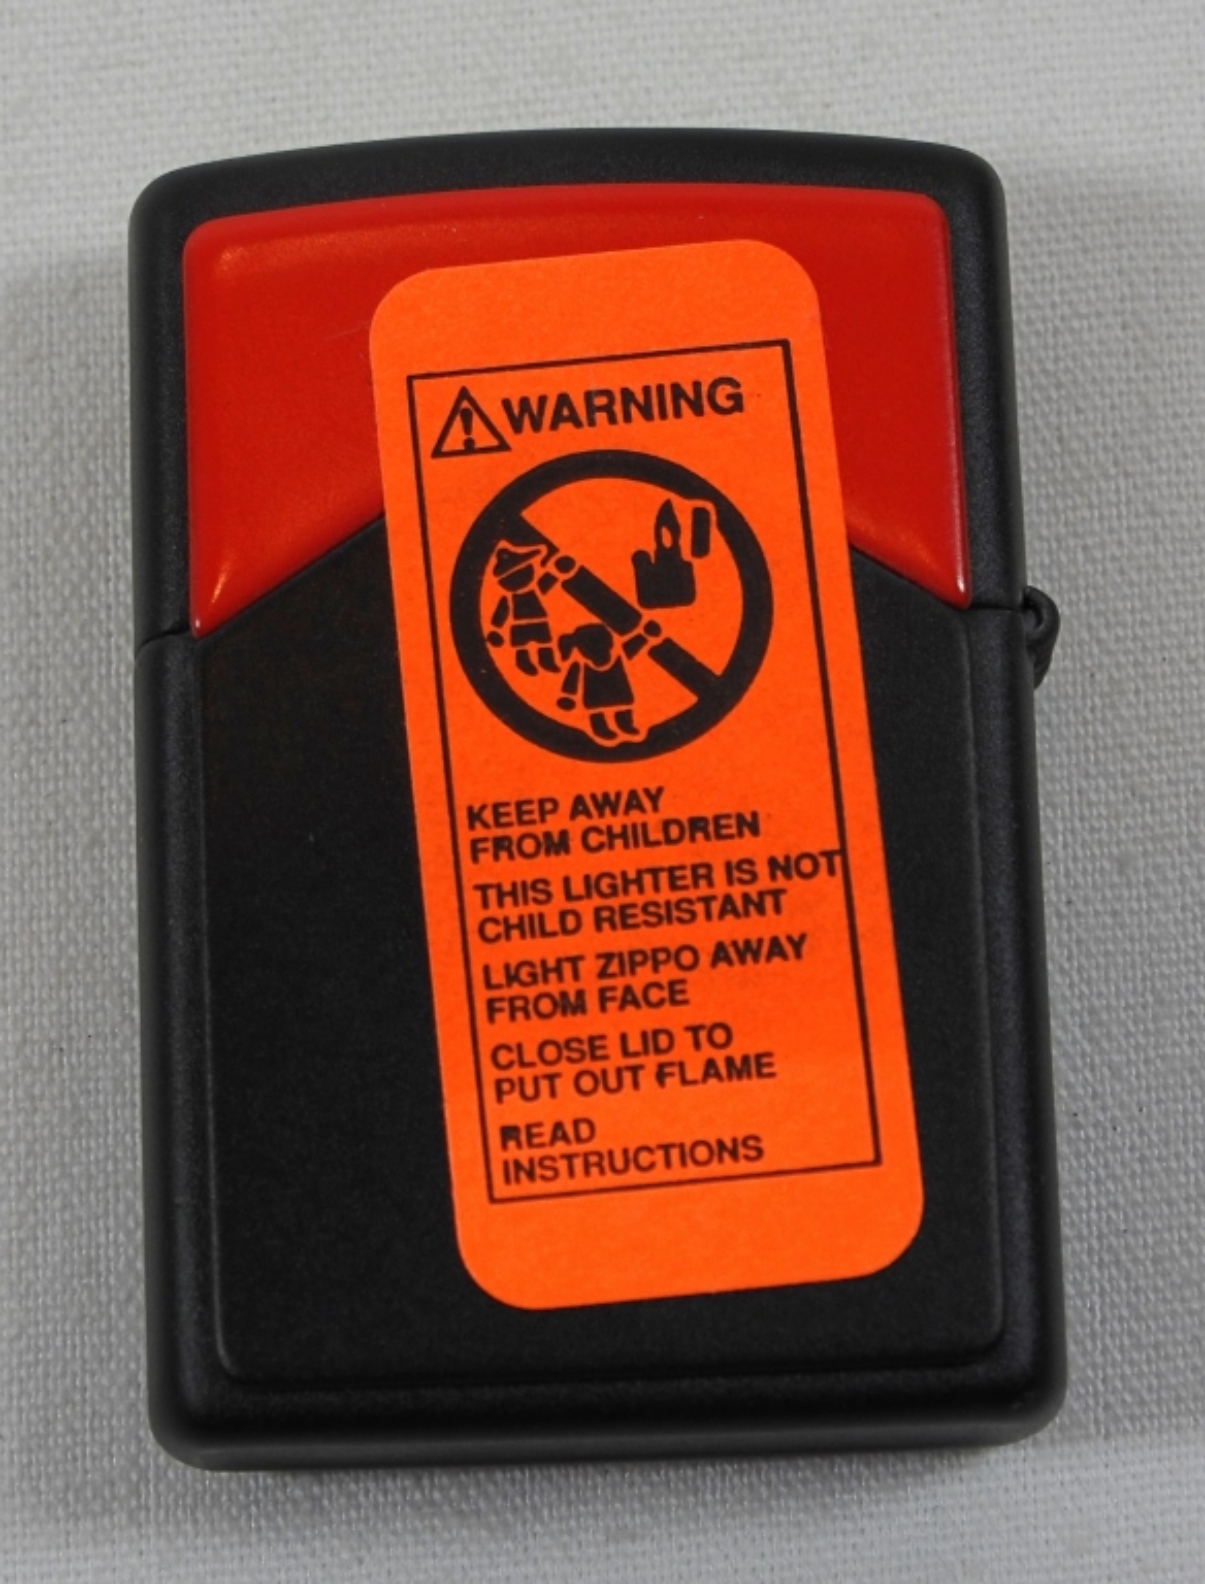 WARNING
KEEP AWAY
FROM CHILDREN
THIS LIGHTER IS NOT
CHILD RESISTANT
LIGHT ZIPPO AWAY
FROM FACE
CLOSE LID TO
PUT OUT FLAME
READ
INSTRUCTIONS